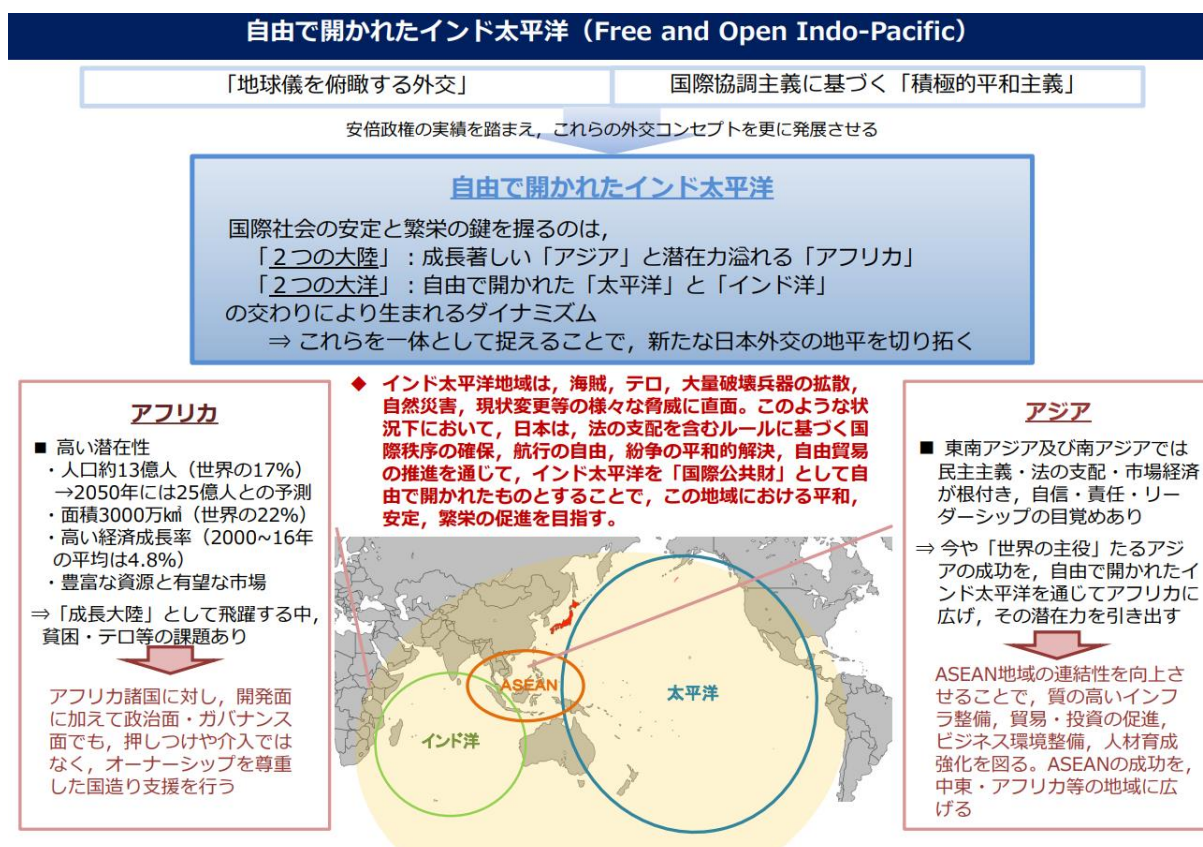 自由で開かれたインド太平洋（Free and Open Indo-Pacific）
「地球儀を俯瞰する外交」
国際協調主義に基づく「積極的平和主義」
安倍政権の実績を踏まえ，これらの外交コンセプトを更に発展させる
自由で開かれたインド太平洋
国際社会の安定と繁栄の鍵を握るのは，
「２つの大陸」：成長著しい「アジア」と潜在力溢れる「アフリカ」
「２つの大洋」：自由で開かれた「太平洋」と「インド洋」
の交わりにより生まれるダイナミズム
⇒ これらを一体として捉えることで，新たな日本外交の地平を切り拓く
アフリカ
■ 高い潜在性
・人口約13億人（世界の17%）
→2050年には25億人との予測
・面積3000万㎢（世界の22%）
・高い経済成長率（2000~16年
の平均は4.8%）
・豊富な資源と有望な市場
⇒「成長大陸」として飛躍する中，
貧困・テロ等の課題あり
アフリカ諸国に対し，開発面
に加えて政治面・ガバナンス
面でも，押しつけや介入では
なく，オーナーシップを尊重
した国造り支援を行う
◆ インド太平洋地域は，海賊，テロ，大量破壊兵器の拡散，
自然災害，現状変更等の様々な脅威に直面。このような状
況下において，日本は，法の支配を含むルールに基づく国
際秩序の確保，航行の自由，紛争の平和的解決，自由貿易
の推進を通じて，インド太平洋を「国際公共財」として自
由で開かれたものとすることで，この地域における平和，
安定，繁栄の促進を目指す。
ASEAN
太平洋
インド洋
アジア
■ 東南アジア及び南アジアでは
民主主義・法の支配・市場経済
が根付き，自信・責任・リー
ダーシップの目覚めあり
⇒ 今や「世界の主役」たるアジ
アの成功を，自由で開かれたイ
ンド太平洋を通じてアフリカに
広げ，その潜在力を引き出す
ASEAN地域の連結性を向上さ
せることで，質の高いインフ
ラ整備，貿易・投資の促進，
ビジネス環境整備，人材育成
強化を図る。ASEANの成功を，
中東・アフリカ等の地域に広
げる